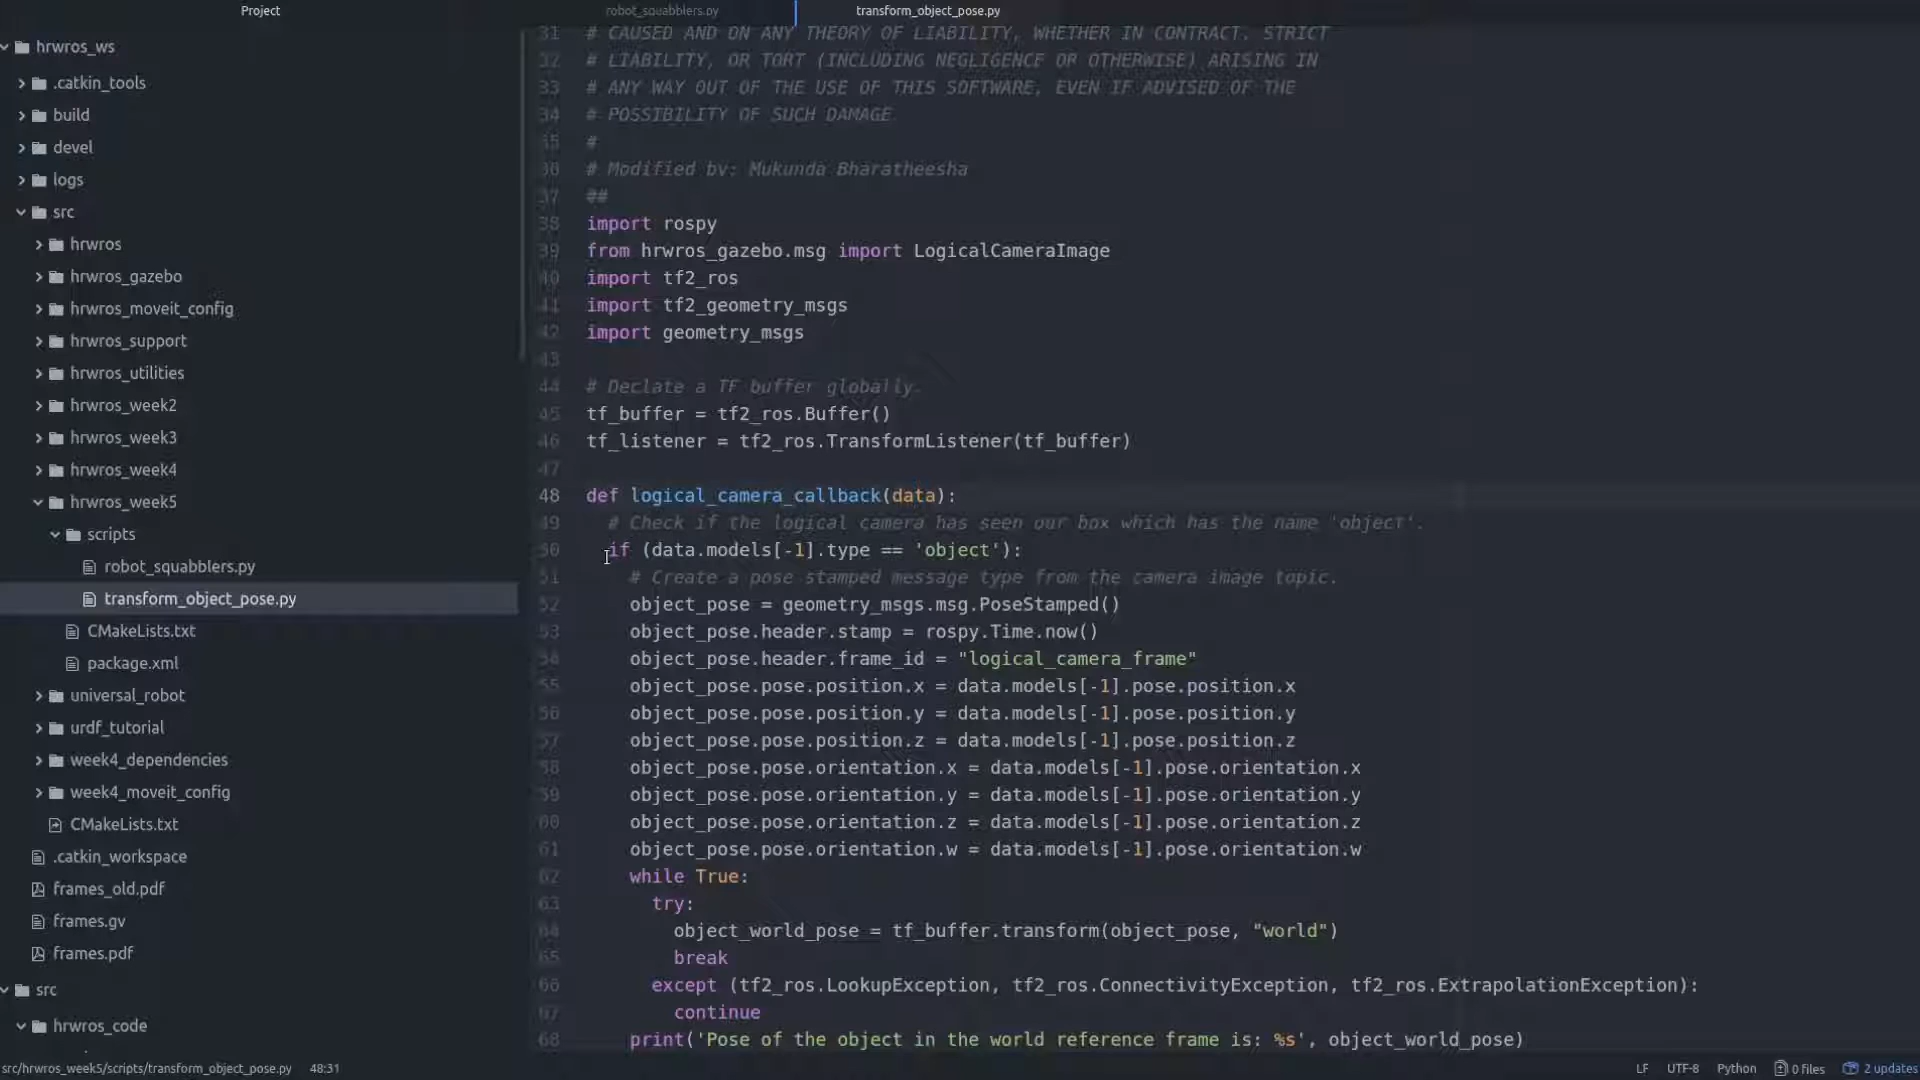 Project
robot_squabblers.py
transform_object_pose.py
hrwros_ws
.catkin_tools
build
devel
logs
src
hrwros
hrwros_gazebo
hrwros_moveit_config
hrwros_support
hrwros_utilities
hrwros_week2
hrwros_week3
hrwros_week4
hrwros_week5
scripts
robot_squabblers.py
transform_object_pose.py
CMakeLists.txt
package.xml
universal_robot
urdf_tutorial
week4_dependencies
week4_moveit_config
CMakeLists.txt
.catkin_workspace
frames_old.pdf
frames.gv
frames.pdf
src
hrwros_code
31 # CAUSED AND ON ANY THEORY OF LIABILITY, WHETHER IN CONTRACT, STRICT
32 # LIABILITY, OR TORT (INCLUDING NEGLIGENCE OR OTHERWISE) ARISING IN
33 # ANY WAY OUT OF THE USE OF THIS SOFTWARE, EVEN IF ADVISED OF THE
34 # POSSIBILITY OF SUCH DAMAGE
35 #
36 # Modified by: Mukunda Bharatheesha
37 ##
38 import rospy
39 from hrwros_gazebo.msg import LogicalCameraImage
40 import tf2_ros
41 import tf2_geometry_msgs
42 import geometry_msgs
43
44 # Declate a TF buffer globally.
45 tf_buffer = tf2_ros.Buffer()
46 tf_listener = tf2_ros.TransformListener(tf_buffer)
47
48 def logical_camera_callback(data):
49 # Check if the logical camera has seen our box which has the name 'object'.
50 if (data.models[-1].type == 'object'):
51 # Create a pose stamped message type from the camera image topic.
52 object_pose = geometry_msgs.msg.PoseStamped()
53 object_pose.header.stamp = rospy.Time.now()
54 object_pose.header.frame_id = "logical_camera_frame"
55 object_pose.pose.position.x = data.models[-1].pose.position.x
56 object_pose.pose.position.y = data.models[-1].pose.position.y
57 object_pose.pose.position.z = data.models[-1].pose.position.z
58 object_pose.pose.orientation.x = data.models[-1].pose.orientation.x
59 object_pose.pose.orientation.y = data.models[-1].pose.orientation.y
60 object_pose.pose.orientation.z = data.models[-1].pose.orientation.z
61 object_pose.pose.orientation.w = data.models[-1].pose.orientation.w
62 while True:
63 try:
64 object_world_pose = tf_buffer.transform(object_pose, "world")
65 break
66 except (tf2_ros.LookupException, tf2_ros.ConnectivityException, tf2_ros.ExtrapolationException):
67 continue
68 print('Pose of the object in the world reference frame is: %s', object_world_pose)
src/hrwros_week5/scripts/transform_object_pose.py 48:31 LF UTF-8 Python 0 files 2 updates